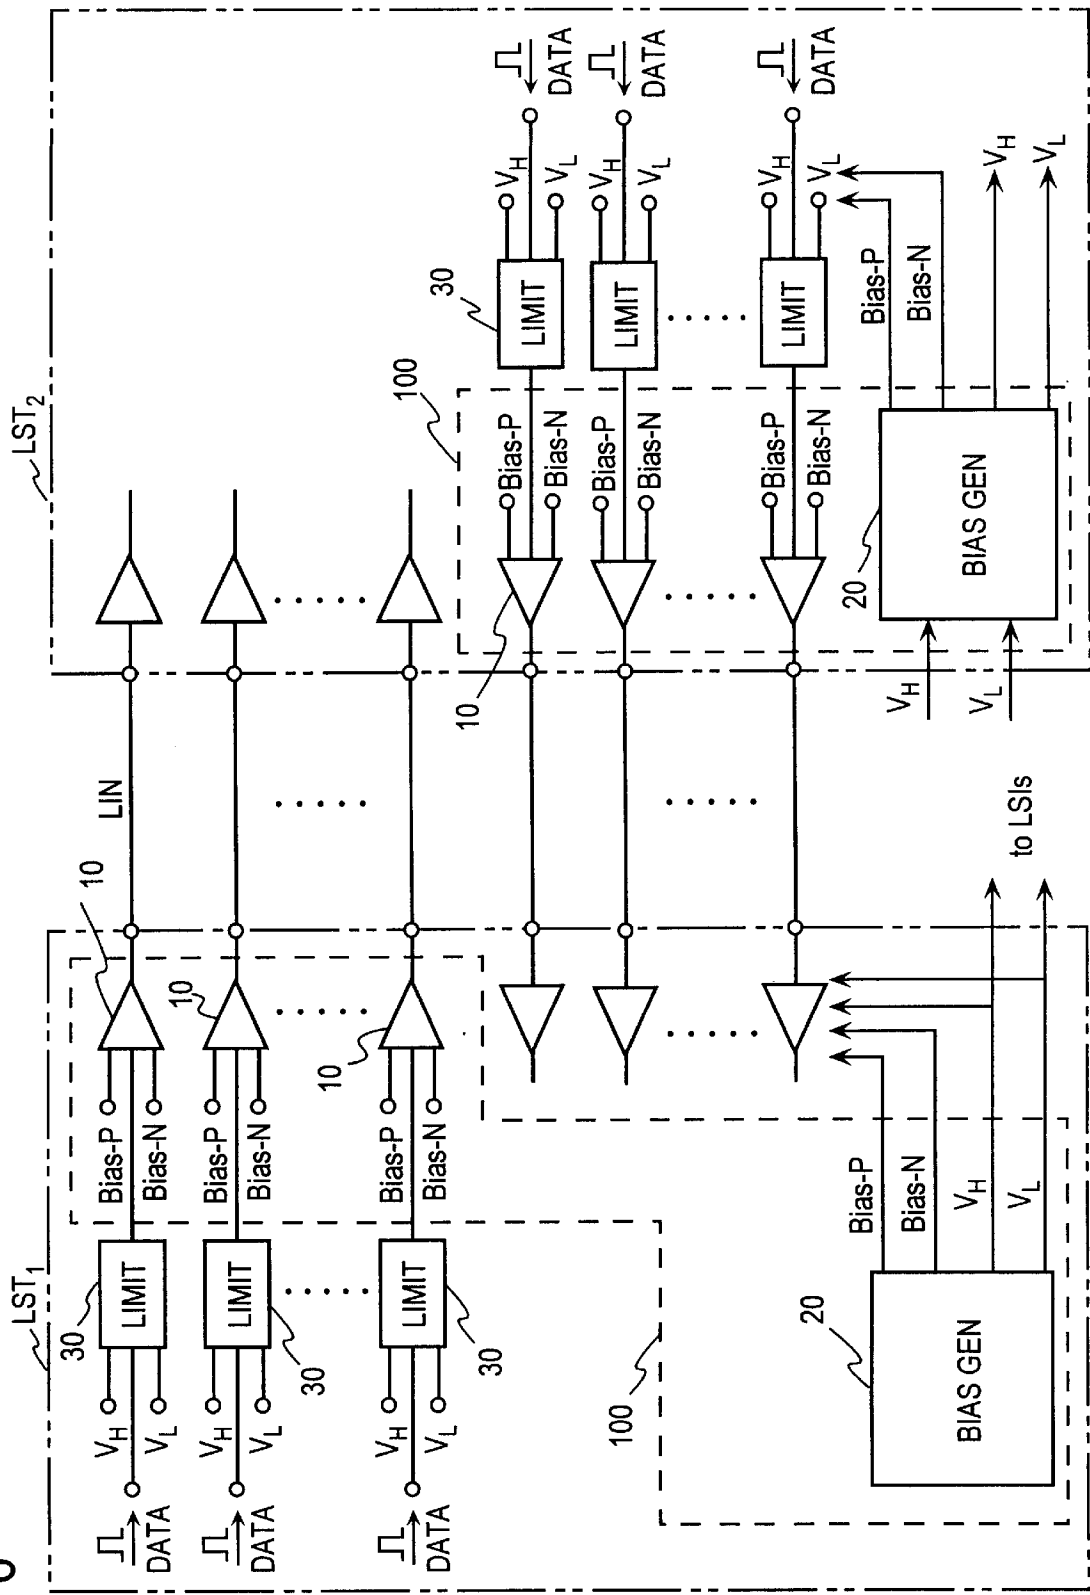 LST1
LST2
DATA
VH
VL
30
LIMIT
Bias-P
Bias-N
10
LIN
DATA
VH
VL
30
LIMIT
Bias-P
Bias-N
10
DATA
VH
VL
30
LIMIT
Bias-P
Bias-N
10
100
10
Bias-P
Bias-N
30
LIMIT
VH
VL
DATA
Bias-P
Bias-N
LIMIT
VH
VL
DATA
Bias-P
Bias-N
LIMIT
VH
VL
DATA
100
20
BIAS GEN
Bias-P
Bias-N
VH
VL
to LSIs
VH
VL
20
BIAS GEN
Bias-P
Bias-N
VH
VL